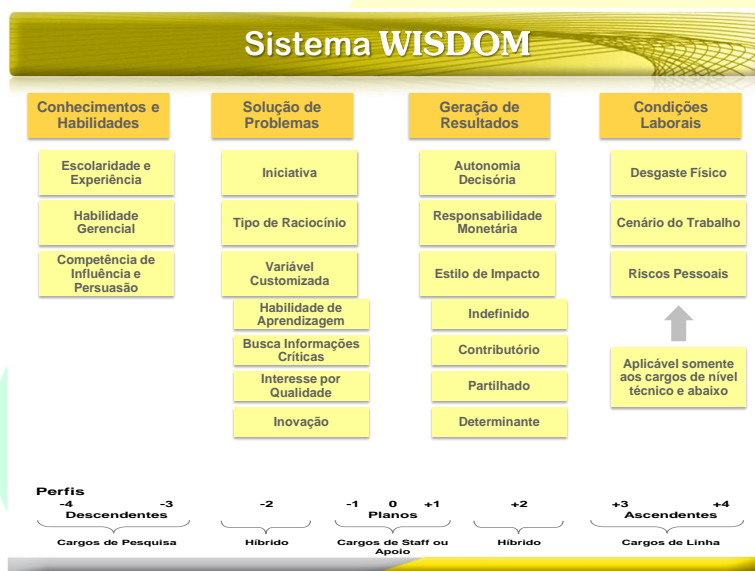 Sistema WISDOM
Conhecimentos e
Habilidades
Escolaridade e
Experiência
Habilidade
Gerencial
Competência de
Influência e
Persuasão
Solução de
Problemas
Iniciativa
Tipo de Raciocínio
Variável
Customizada
Habilidade de
Aprendizagem
Busca Informações
Críticas
Interesse por
Qualidade
Inovação
Geração de
Resultados
Autonomia
Decisória
Responsabilidade
Monetária
Estilo de Impacto
Indefinido
Contributório
Partilhado
Determinante
Condições
Laborais
Desgaste Físico
Cenário do Trabalho
Riscos Pessoais
Aplicável somente
aos cargos de nível
técnico e abaixo
Perfis
-4 -3 -2 -1 0 +1 +2 +3 +4
Descendentes Planos Ascendentes
Cargos de Pesquisa Híbrido Cargos de Staff ou Híbrido Cargos de Linha
Apoio